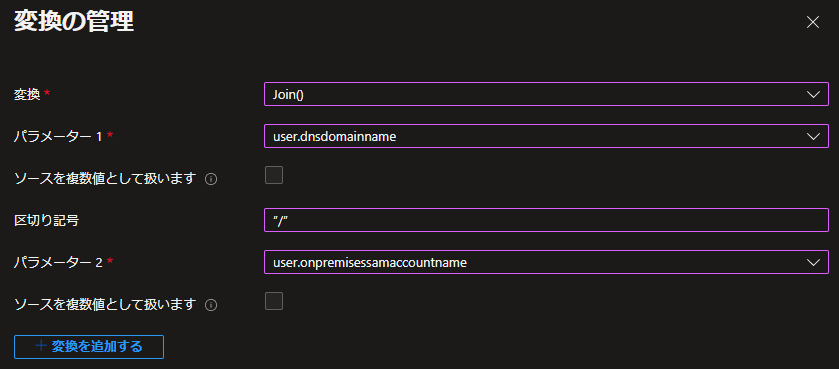 変換の管理
変換 *
Join()
パラメーター 1 *
user.dnsdomainname
ソースを複数値として扱います
区切り記号
"/"
パラメーター 2 *
user.onpremisessamaccountname
ソースを複数値として扱います
+ 変換を追加する